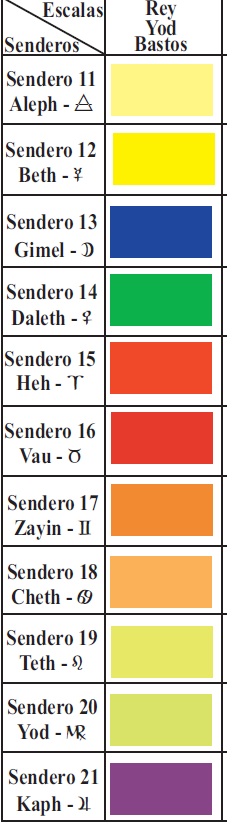 Escalas
Senderos
Rey
Yod
Bastos
Sendero 11
Aleph - 🜁
Sendero 12
Beth - ☿
Sendero 13
Gimel - ☽
Sendero 14
Daleth - ♀
Sendero 15
Heh - ♈
Sendero 16
Vau - ♉
Sendero 17
Zayin - ♊
Sendero 18
Cheth - ♋
Sendero 19
Teth - ♌
Sendero 20
Yod - ♍
Sendero 21
Kaph - ♃